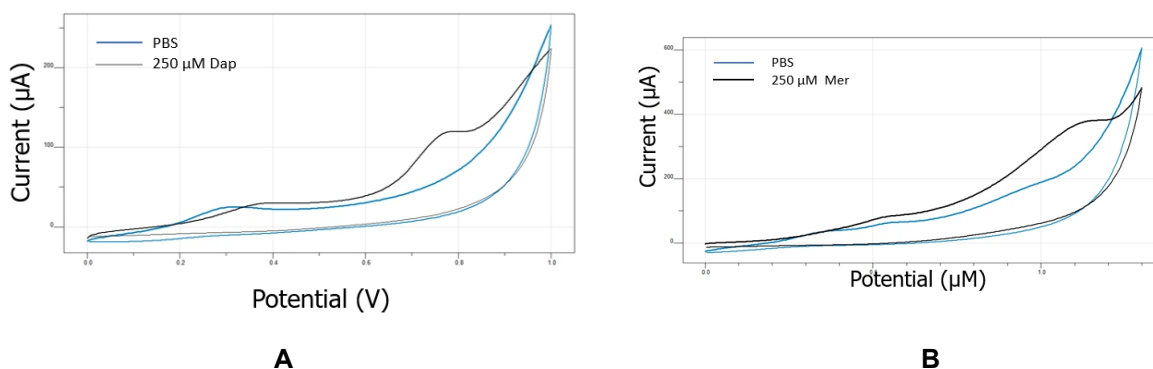 PBS
250 µM Dap
Current (µA)
200
100
0
0.0 0.2 0.4 0.6 0.8 1.0
Potential (V)
A
PBS
250 µM Mer
Current (µA)
600
400
200
0
0.0 1.0
Potential (µM)
B